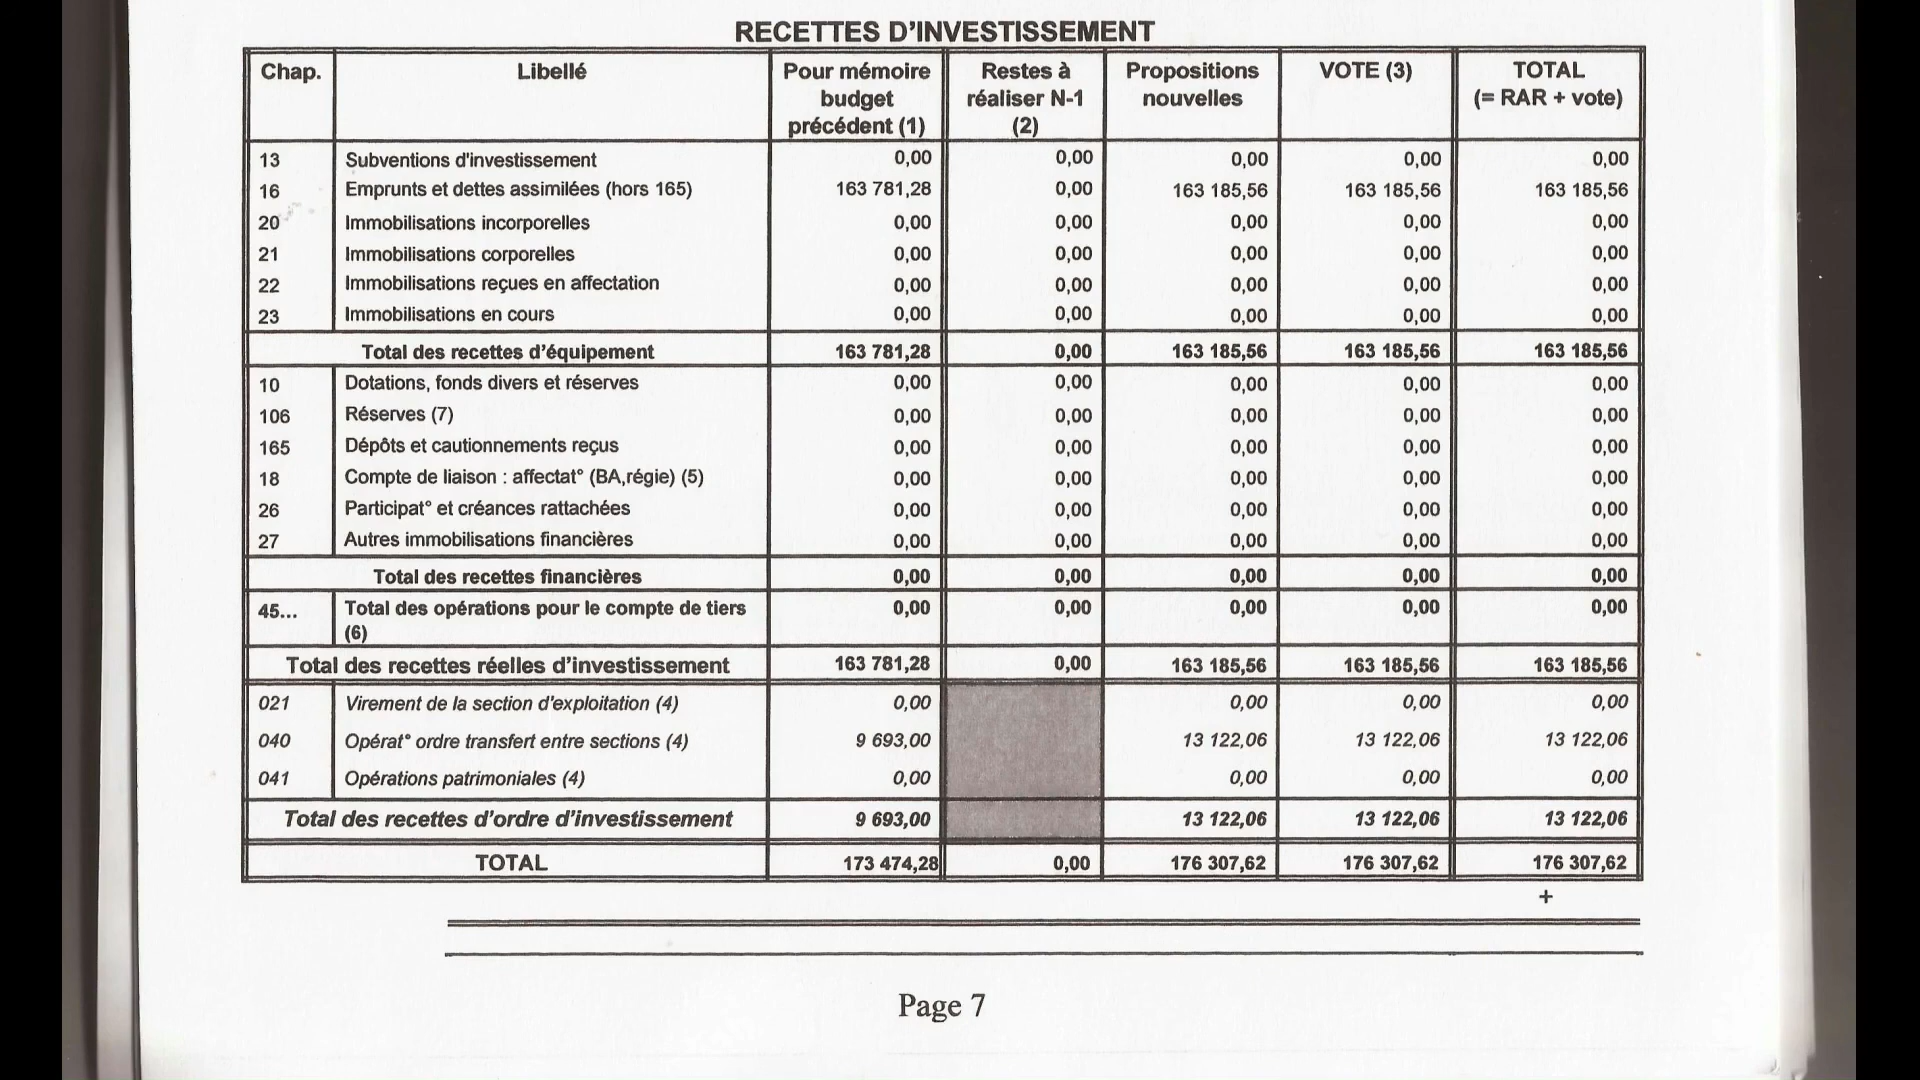 RECETTES D'INVESTISSEMENT
Chap. Libellé Pour mémoire budget précédent (1) Restes à réaliser N-1 (2) Propositions nouvelles VOTE (3) TOTAL (= RAR + vote)
13 Subventions d'investissement 0,00 0,00 0,00 0,00 0,00
16 Emprunts et dettes assimilées (hors 165) 163 781,28 0,00 163 185,56 163 185,56 163 185,56
20 Immobilisations incorporelles 0,00 0,00 0,00 0,00 0,00
21 Immobilisations corporelles 0,00 0,00 0,00 0,00 0,00
22 Immobilisations reçues en affectation 0,00 0,00 0,00 0,00 0,00
23 Immobilisations en cours 0,00 0,00 0,00 0,00 0,00
Total des recettes d'équipement 163 781,28 0,00 163 185,56 163 185,56 163 185,56
10 Dotations, fonds divers et réserves 0,00 0,00 0,00 0,00 0,00
106 Réserves (7) 0,00 0,00 0,00 0,00 0,00
165 Dépôts et cautionnements reçus 0,00 0,00 0,00 0,00 0,00
18 Compte de liaison : affectat° (BA,régie) (5) 0,00 0,00 0,00 0,00 0,00
26 Participat° et créances rattachées 0,00 0,00 0,00 0,00 0,00
27 Autres immobilisations financières 0,00 0,00 0,00 0,00 0,00
Total des recettes financières 0,00 0,00 0,00 0,00 0,00
45... Total des opérations pour le compte de tiers (6) 0,00 0,00 0,00 0,00 0,00
Total des recettes réelles d'investissement 163 781,28 0,00 163 185,56 163 185,56 163 185,56
021 Virement de la section d'exploitation (4) 0,00 0,00 0,00 0,00
040 Opérat° ordre transfert entre sections (4) 9 693,00 13 122,06 13 122,06 13 122,06
041 Opérations patrimoniales (4) 0,00 0,00 0,00 0,00
Total des recettes d'ordre d'investissement 9 693,00 13 122,06 13 122,06 13 122,06
TOTAL 173 474,28 0,00 176 307,62 176 307,62 176 307,62
+
Page 7